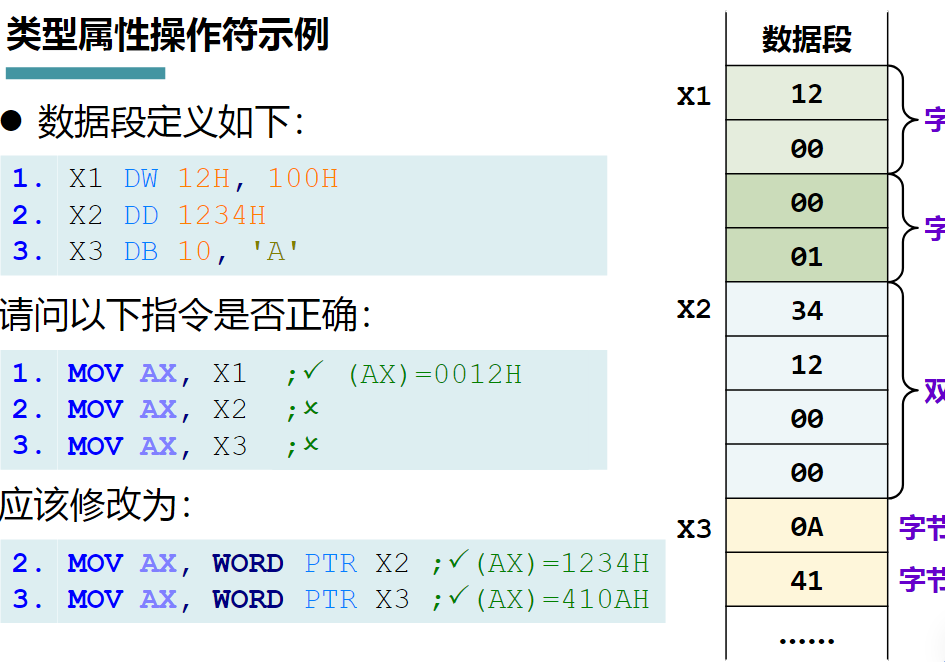 类型属性操作符示例
● 数据段定义如下：
1. X1 DW 12H, 100H
2. X2 DD 1234H
3. X3 DB 10, 'A'
请问以下指令是否正确：
1. MOV AX, X1 ;✓ (AX)=0012H
2. MOV AX, X2 ;×
3. MOV AX, X3 ;×
应该修改为：
2. MOV AX, WORD PTR X2 ;✓(AX)=1234H
3. MOV AX, WORD PTR X3 ;✓(AX)=410AH
数据段
X1
12
字
00
00
字
01
X2
34
12
双
00
00
X3
0A
字节
41
字节
……